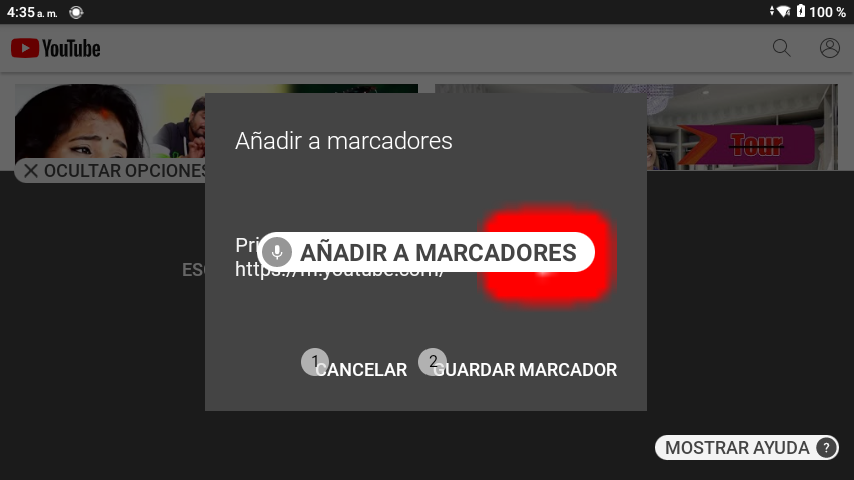 4:35 a. m.
100 %
YouTube
Tour
OCULTAR OPCIONES
Añadir a marcadores
AÑADIR A MARCADORES
https://m.youtube.com/
1 CANCELAR
2 GUARDAR MARCADOR
MOSTRAR AYUDA ?